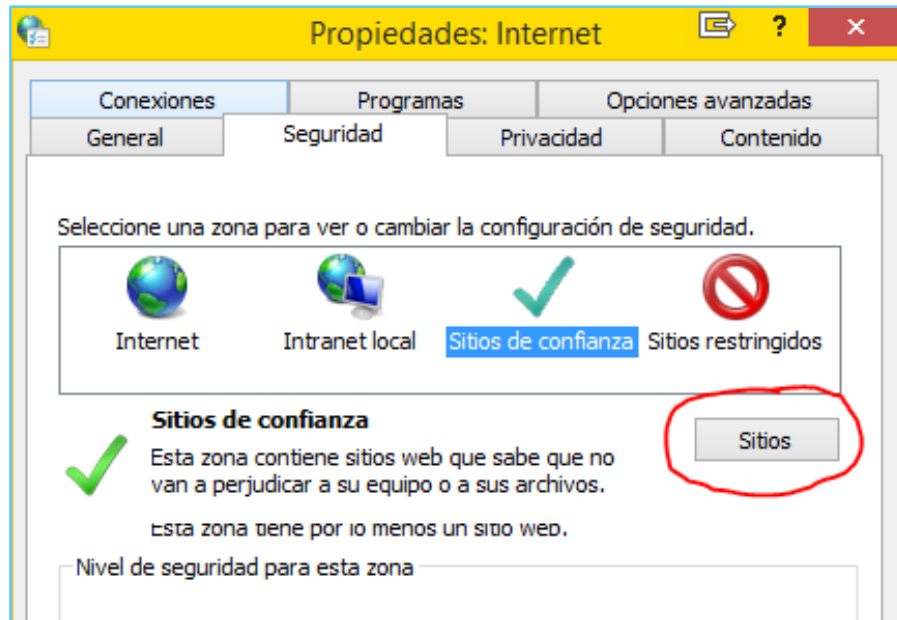 Propiedades: Internet
?
Conexiones Programas Opciones avanzadas
General Seguridad Privacidad Contenido
Seleccione una zona para ver o cambiar la configuración de seguridad.
Internet Intranet local Sitios de confianza Sitios restringidos
Sitios de confianza
Sitios
Esta zona contiene sitios web que sabe que no
van a perjudicar a su equipo o a sus archivos.
Esta zona tiene por lo menos un sitio web.
Nivel de seguridad para esta zona